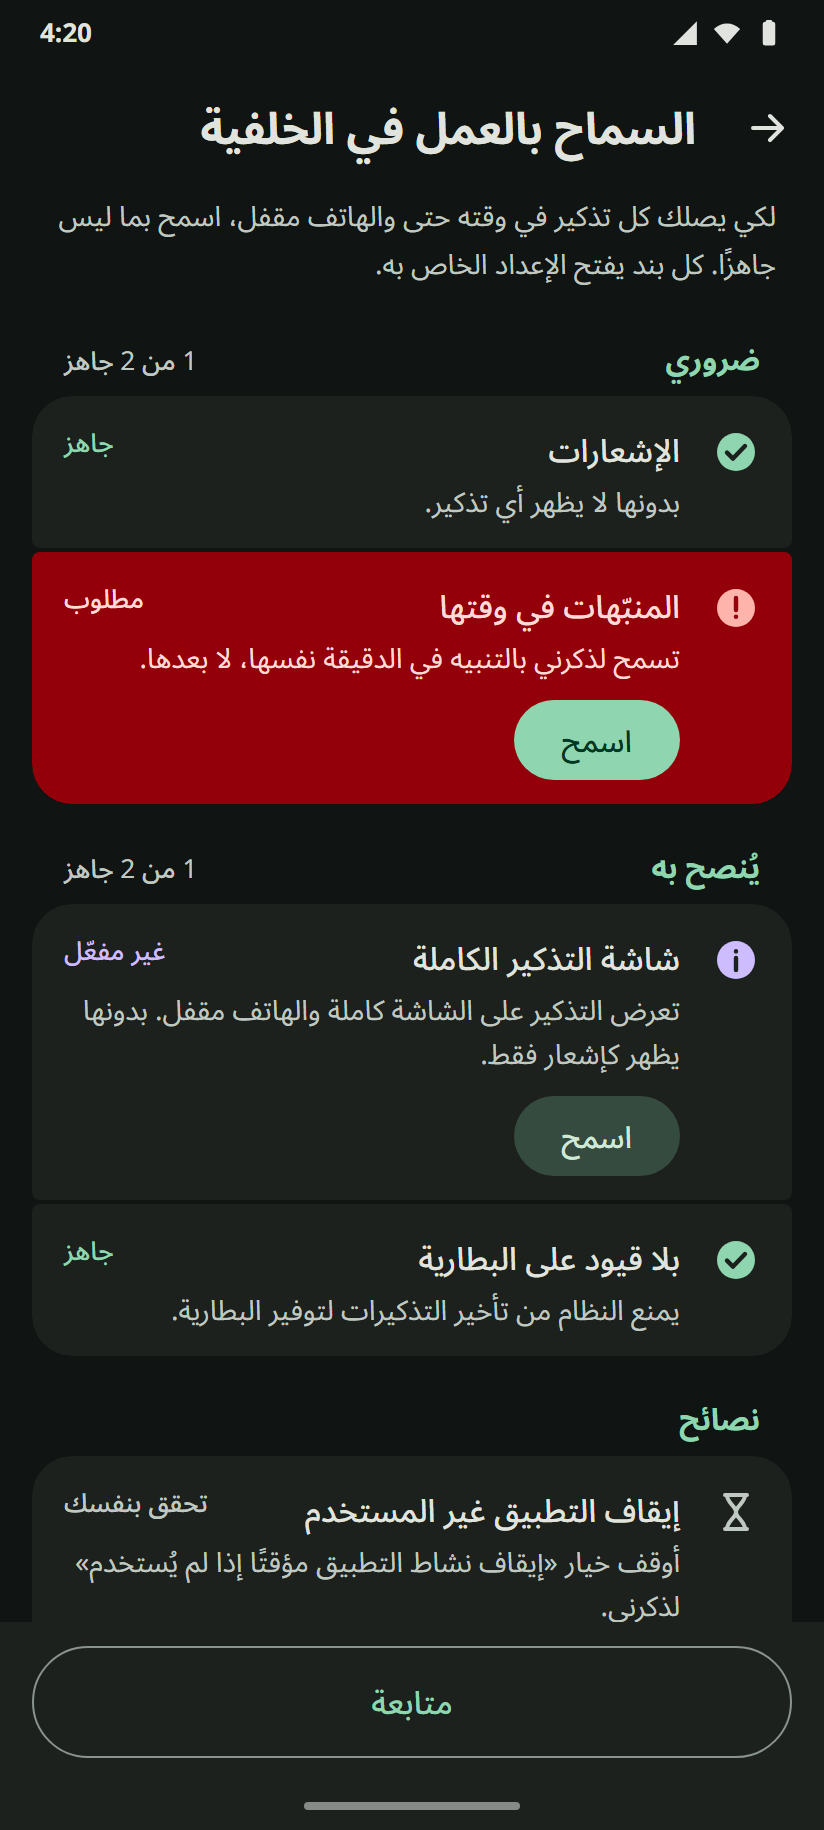 4:20
السماح بالعمل في الخلفية
لكي يصلك كل تذكير في وقته حتى والهاتف مقفل، اسمح بما ليس
جاهزًا. كل بند يفتح الإعداد الخاص به.
ضروري
1 من 2 جاهز
الإشعارات
جاهز
بدونها لا يظهر أي تذكير.
المنبّهات في وقتها
مطلوب
تسمح لذكرني بالتنبيه في الدقيقة نفسها، لا بعدها.
اسمح
يُنصح به
1 من 2 جاهز
شاشة التذكير الكاملة
غير مفعّل
تعرض التذكير على الشاشة كاملة والهاتف مقفل. بدونها
يظهر كإشعار فقط.
اسمح
بلا قيود على البطارية
جاهز
يمنع النظام من تأخير التذكيرات لتوفير البطارية.
نصائح
إيقاف التطبيق غير المستخدم
تحقق بنفسك
أوقف خيار «إيقاف نشاط التطبيق مؤقتًا إذا لم يُستخدم»
لذكرني.
متابعة